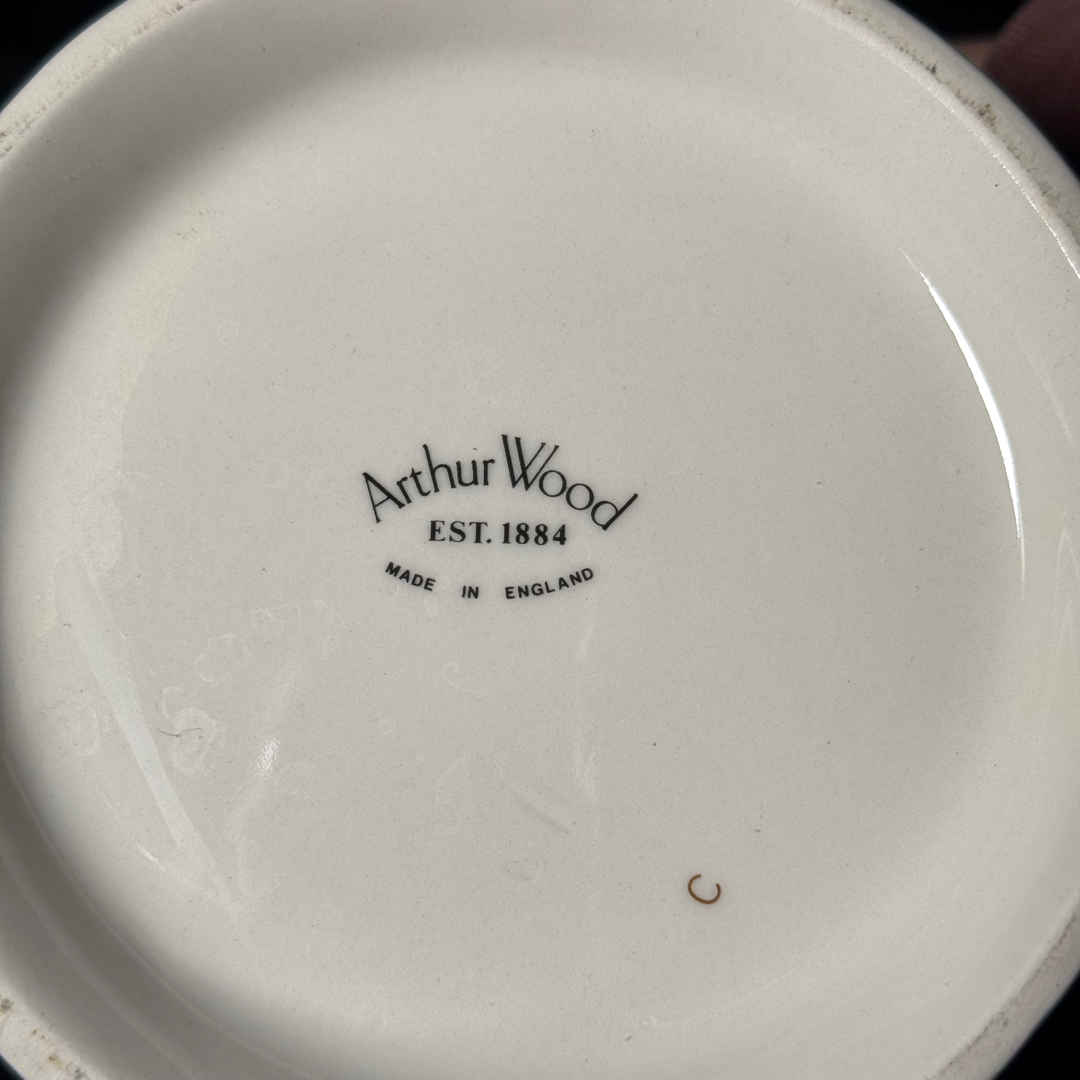 Arthur Wood
EST. 1884
MADE IN ENGLAND
C